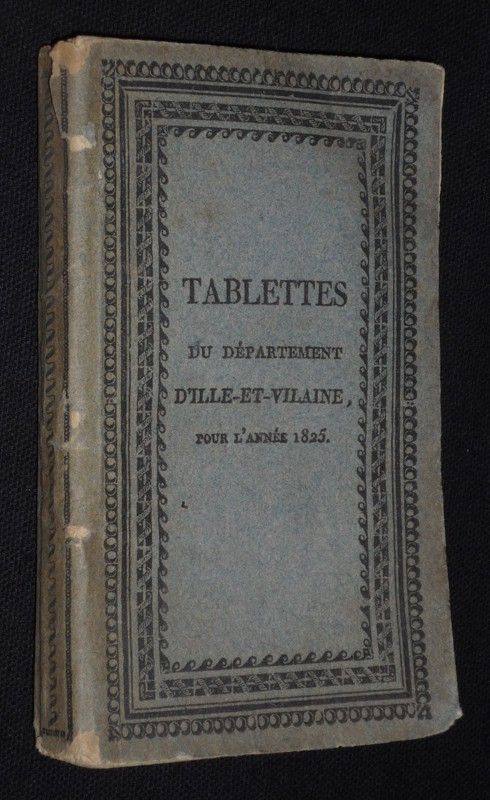 TABLETTES
DU DÉPARTEMENT
D'ILLE-ET-VILAINE,
POUR L'ANNÉE 1825.